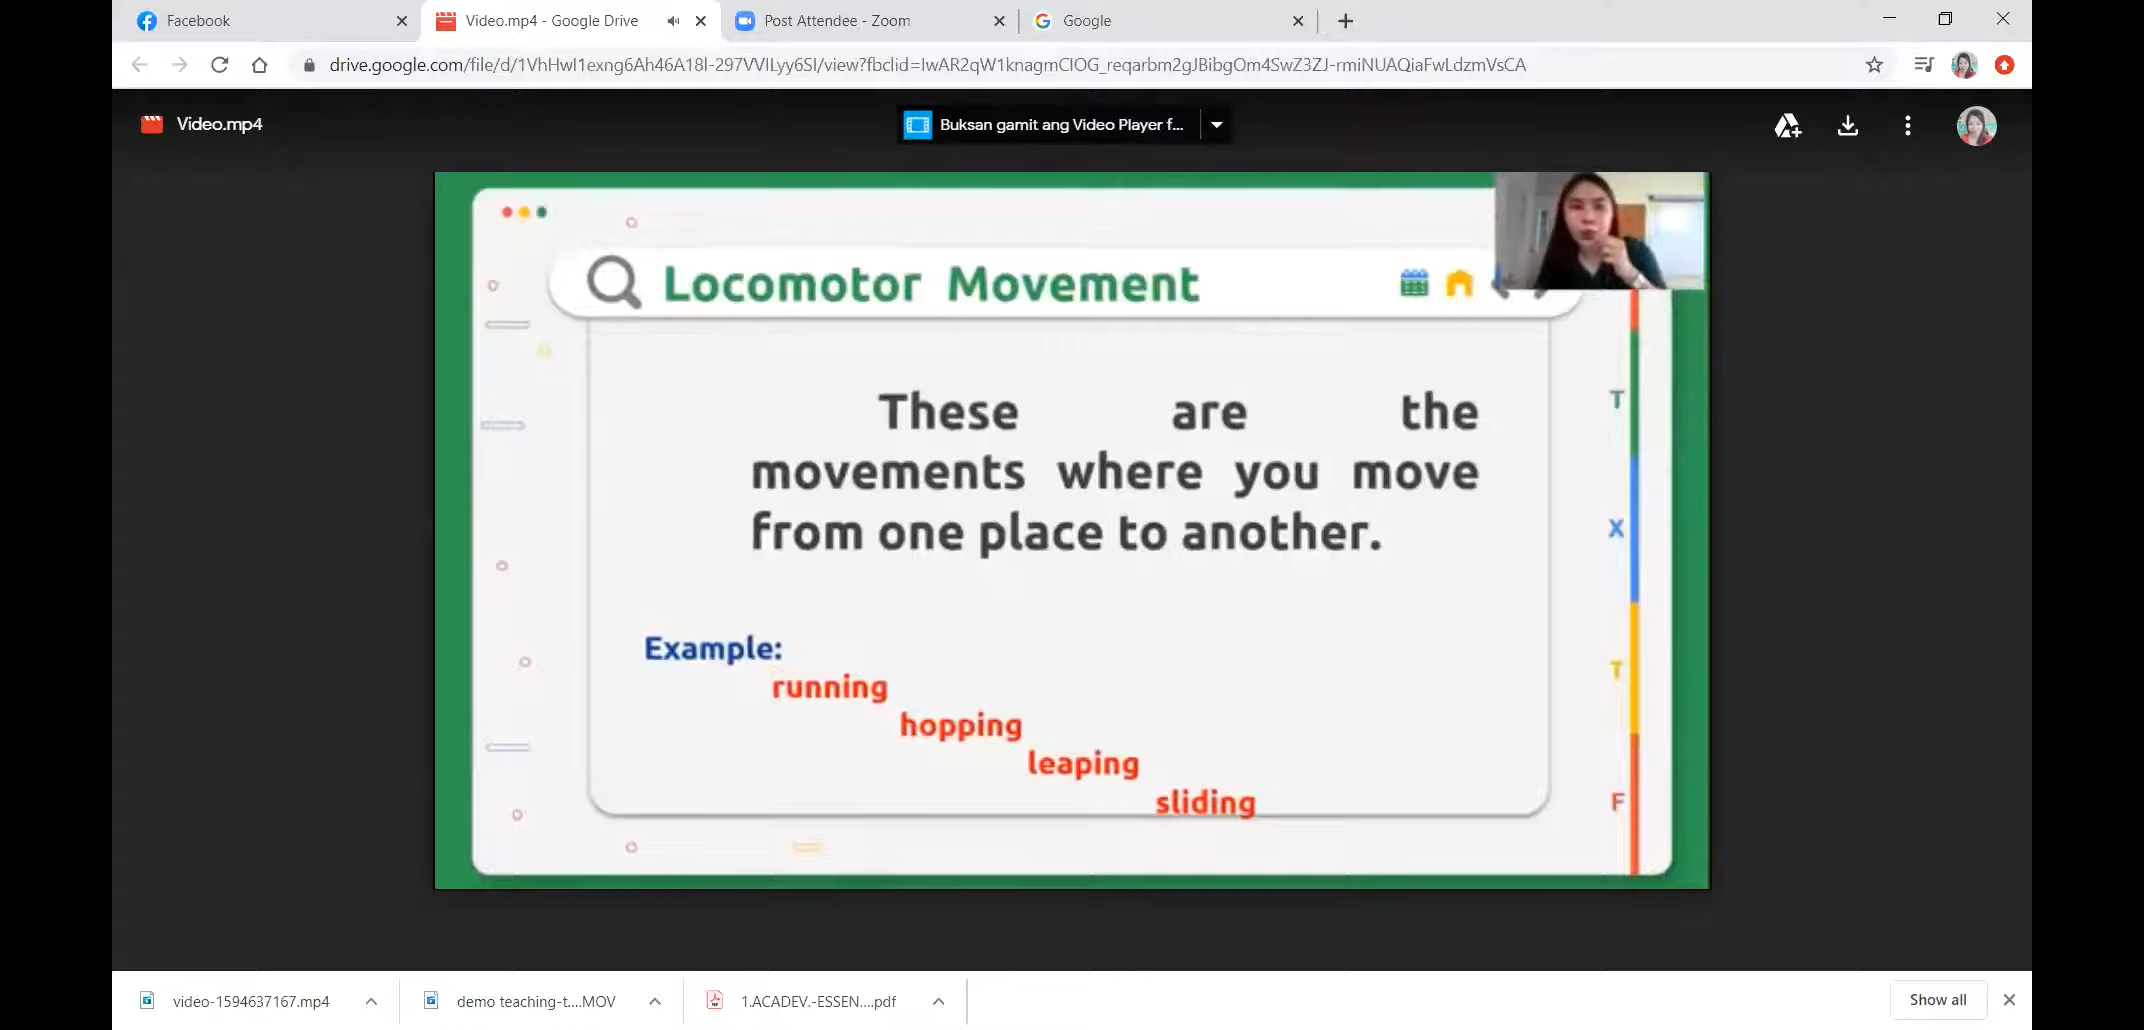 Facebook
Video.mp4 - Google Drive
Post Attendee - Zoom
Google
drive.google.com/file/d/1VhHwI1exng6Ah46A18l-297VVILyy6SI/view?fbclid=IwAR2qW1knagmCIOG_reqarbm2gJBibgOm4SwZ3ZJ-rmiNUAQiaFwLdzmVsCA
Video.mp4
Buksan gamit ang Video Player f...
Locomotor Movement
These are the
movements where you move
from one place to another.
Example:
running
hopping
leaping
sliding
T
X
T
F
video-1594637167.mp4
demo teaching-t....MOV
1.ACADEV.-ESSEN....pdf
Show all